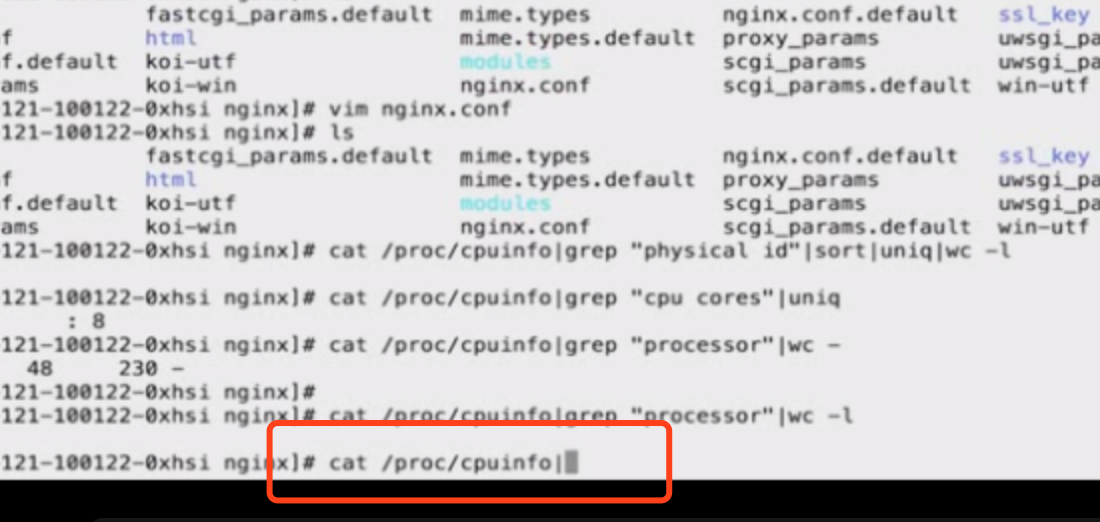 fastcgi_params.default mime.types nginx.conf.default ssl_key
f html mime.types.default proxy_params uwsgi_pa
f.default koi-utf modules scgi_params uwsgi_pa
ams koi-win nginx.conf scgi_params.default win-utf
121-100122-0xhsi nginx]# vim nginx.conf
121-100122-0xhsi nginx]# ls
fastcgi_params.default mime.types nginx.conf.default ssl_key
f html mime.types.default proxy_params uwsgi_pa
f.default koi-utf modules scgi_params uwsgi_pa
ams koi-win nginx.conf scgi_params.default win-utf
121-100122-0xhsi nginx]# cat /proc/cpuinfo|grep "physical id"|sort|uniq|wc -l
121-100122-0xhsi nginx]# cat /proc/cpuinfo|grep "cpu cores"|uniq
: 8
121-100122-0xhsi nginx]# cat /proc/cpuinfo|grep "processor"|wc -
48 230 -
121-100122-0xhsi nginx]#
121-100122-0xhsi nginx]# cat /proc/cpuinfo|grep "processor"|wc -l
121-100122-0xhsi nginx]# cat /proc/cpuinfo|